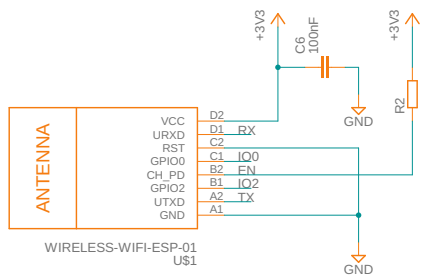 +3V3
C6
100nF
+3V3
R2
GND
ANTENNA
VCC D2
URXD D1 RX
RST C2
GPIO0 C1 IO0
CH_PD B2 EN
GPIO2 B1 IO2
UTXD A2 TX
GND A1
WIRELESS-WIFI-ESP-01
U$1
GND